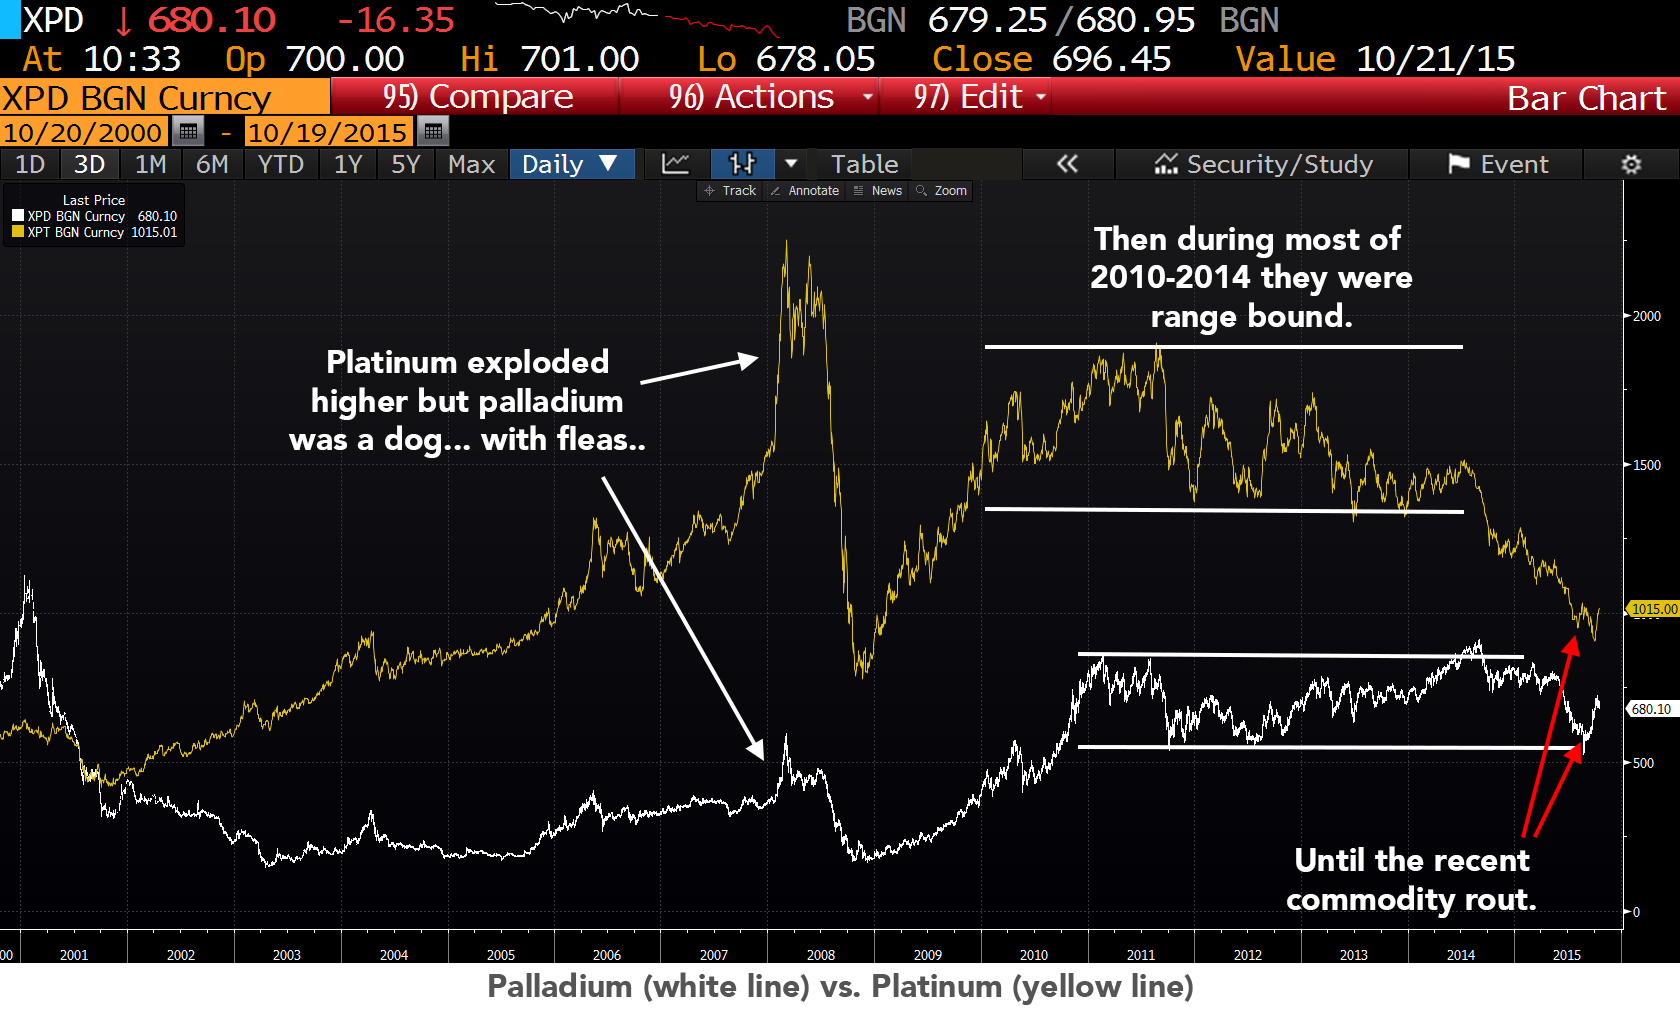 XPD ↓ 680.10 -16.35 BGN 679.25/680.95 BGN
At 10:33 Op 700.00 Hi 701.00 Lo 678.05 Close 696.45 Value 10/21/15
XPD BGN Curncy 95) Compare 96) Actions 97) Edit Bar Chart
10/20/2000 - 10/19/2015
1D 3D 1M 6M YTD 1Y 5Y Max Daily ▼ Table « Security/Study Event
Track Annotate News Zoom
Last Price
XPD BGN Curncy 680.10
XPT BGN Curncy 1015.01
Then during most of
2010-2014 they were
range bound.
Platinum exploded
higher but palladium
was a dog... with fleas..
2000
1500
1015.00
680.10
500
0
Until the recent
commodity rout.
00 2001 2002 2003 2004 2005 2006 2007 2008 2009 2010 2011 2012 2013 2014 2015
Palladium (white line) vs. Platinum (yellow line)